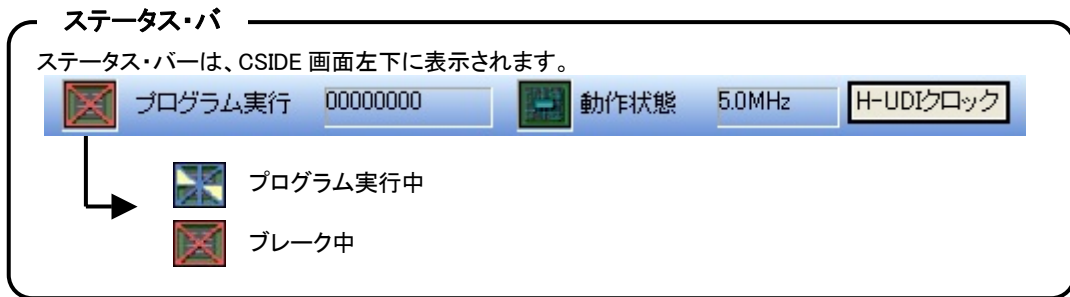 ステータス・バ
ステータス・バーは、CSIDE 画面左下に表示されます。
プログラム実行 00000000 動作状態 5.0MHz H-UDIクロック
プログラム実行中
ブレーク中